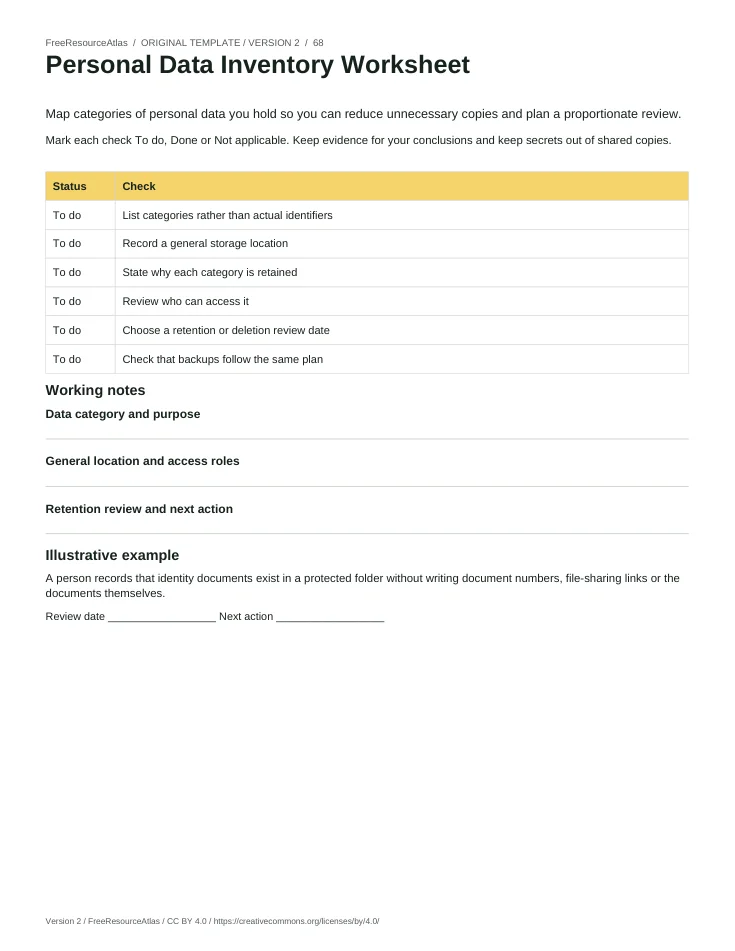 FreeResourceAtlas / ORIGINAL TEMPLATE / VERSION 2 / 68
Personal Data Inventory Worksheet
Map categories of personal data you hold so you can reduce unnecessary copies and plan a proportionate review.
Mark each check To do, Done or Not applicable. Keep evidence for your conclusions and keep secrets out of shared copies.
Status Check
To do List categories rather than actual identifiers
To do Record a general storage location
To do State why each category is retained
To do Review who can access it
To do Choose a retention or deletion review date
To do Check that backups follow the same plan
Working notes
Data category and purpose
General location and access roles
Retention review and next action
Illustrative example
A person records that identity documents exist in a protected folder without writing document numbers, file-sharing links or the
documents themselves.
Review date __________________ Next action __________________
Version 2 / FreeResourceAtlas / CC BY 4.0 / https://creativecommons.org/licenses/by/4.0/